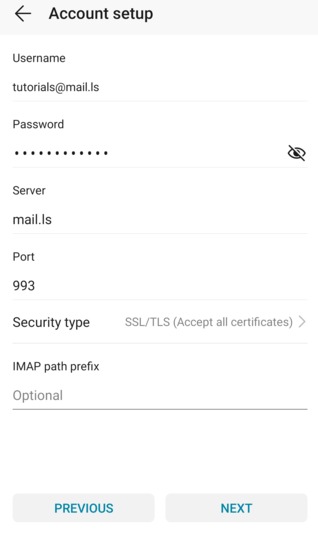 Account setup
Username
tutorials@mail.ls
Password
••••••••••••
Server
mail.ls
Port
993
Security type SSL/TLS (Accept all certificates)
IMAP path prefix
Optional
PREVIOUS NEXT